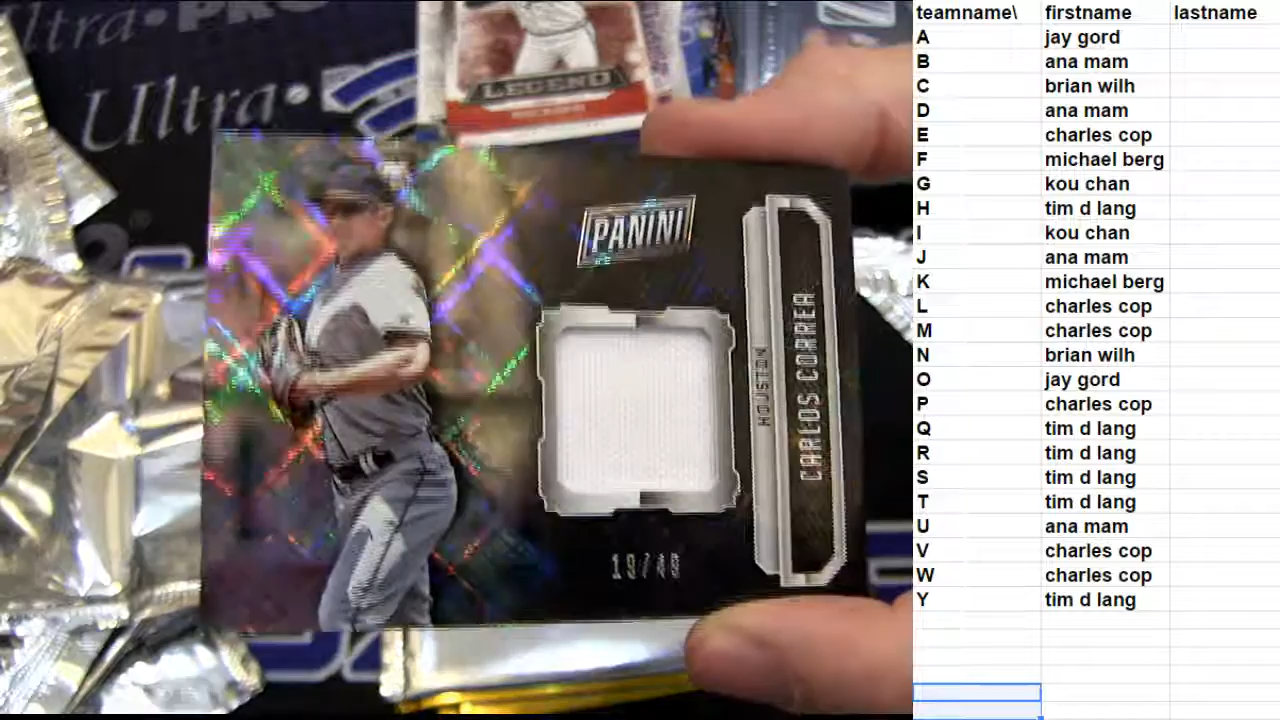 Ultra•PRO
Ultra•
LEGEND
PANINI
HOUSTON
CARLOS CORREA
teamname\ firstname lastname
A jay gord
B ana mam
C brian wilh
D ana mam
E charles cop
F michael berg
G kou chan
H tim d lang
I kou chan
J ana mam
K michael berg
L charles cop
M charles cop
N brian wilh
O jay gord
P charles cop
Q tim d lang
R tim d lang
S tim d lang
T tim d lang
U ana mam
V charles cop
W charles cop
Y tim d lang